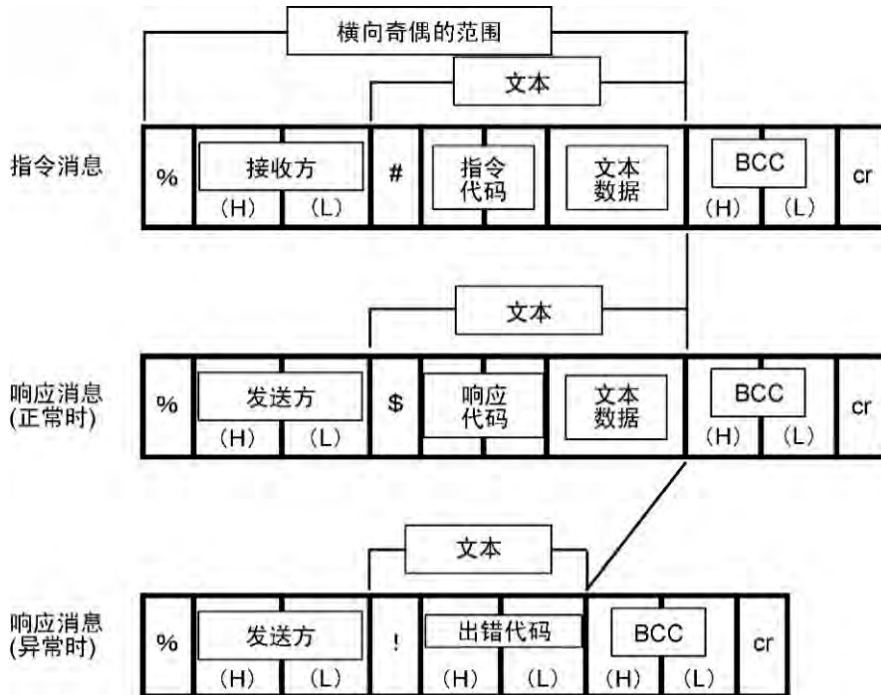 横向奇偶的范围
文本
指令消息
% 接收方 # 指令代码 文本数据 BCC cr
(H) (L) (H) (L)
文本
响应消息
(正常时)
% 发送方 $ 响应代码 文本数据 BCC cr
(H) (L) (H) (L)
文本
响应消息
(异常时)
% 发送方 ! 出错代码 BCC cr
(H) (L) (H) (L) (H) (L)